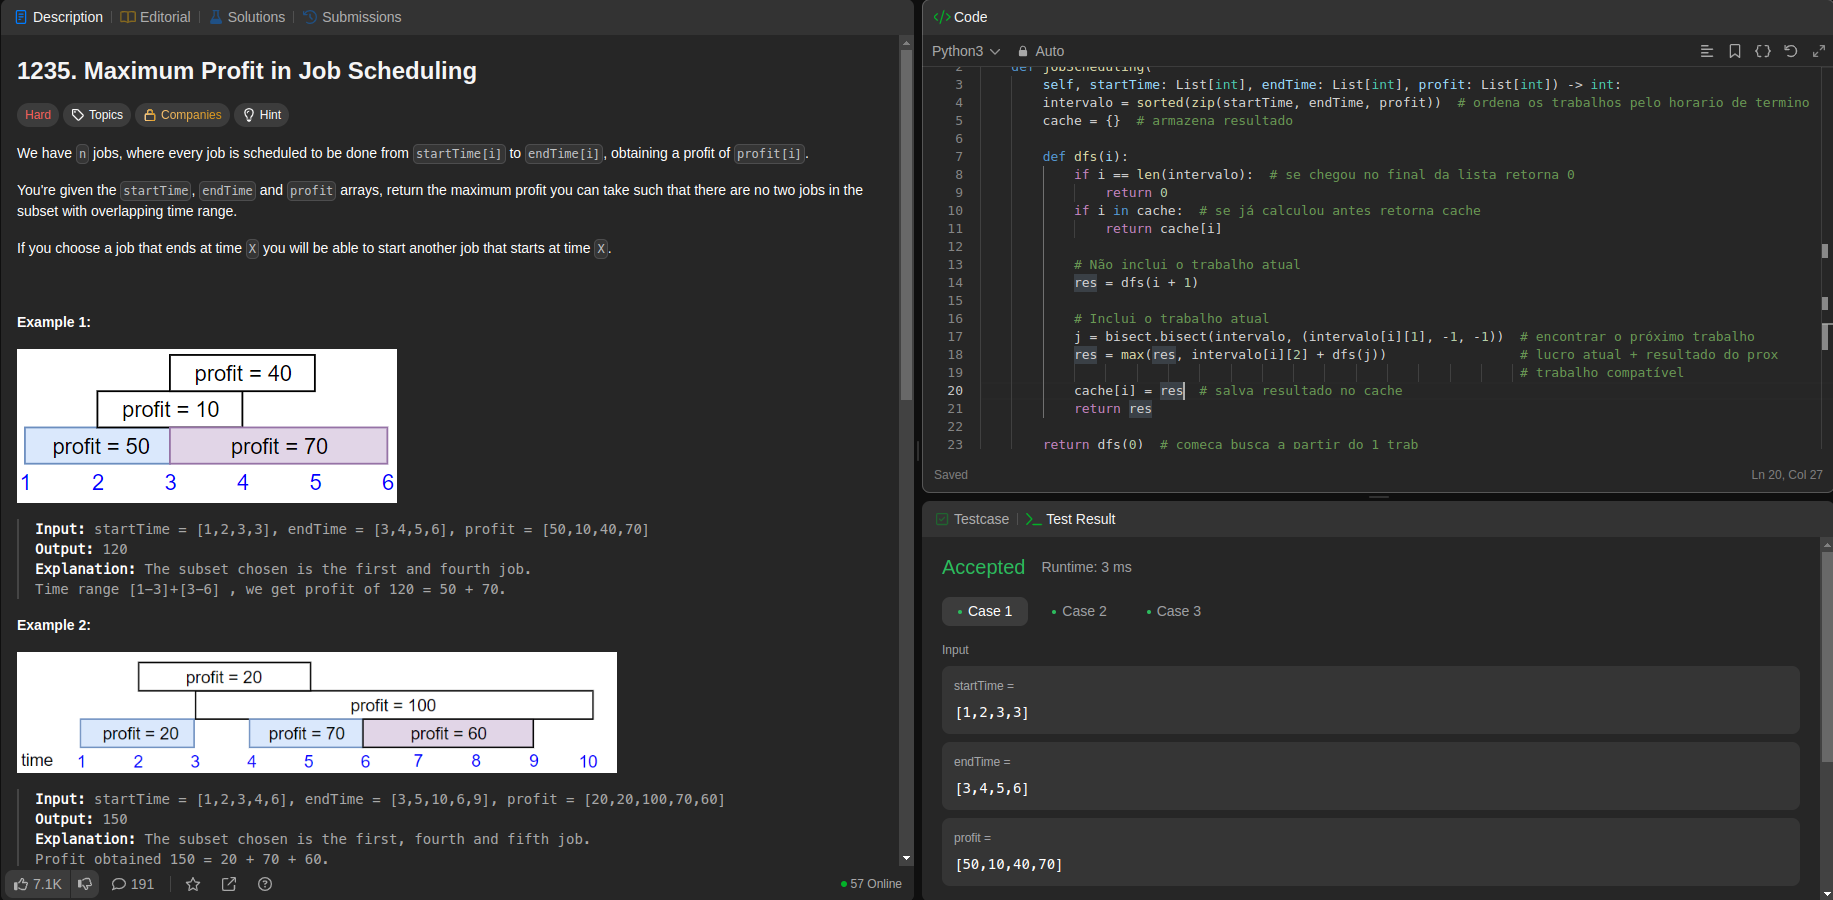 Description
Editorial
Solutions
Submissions
1235. Maximum Profit in Job Scheduling
Hard
Topics
Companies
Hint
We have n jobs, where every job is scheduled to be done from startTime[i] to endTime[i], obtaining a profit of profit[i].
You're given the startTime, endTime and profit arrays, return the maximum profit you can take such that there are no two jobs in the
subset with overlapping time range.
If you choose a job that ends at time X you will be able to start another job that starts at time X.
Example 1:
profit = 40
profit = 10
profit = 50 profit = 70
1 2 3 4 5 6
Input: startTime = [1,2,3,3], endTime = [3,4,5,6], profit = [50,10,40,70]
Output: 120
Explanation: The subset chosen is the first and fourth job.
Time range [1-3]+[3-6] , we get profit of 120 = 50 + 70.
Example 2:
profit = 20
profit = 100
profit = 20 profit = 70 profit = 60
time 1 2 3 4 5 6 7 8 9 10
Input: startTime = [1,2,3,4,6], endTime = [3,5,10,6,9], profit = [20,20,100,70,60]
Output: 150
Explanation: The subset chosen is the first, fourth and fifth job.
Profit obtained 150 = 20 + 70 + 60.
7.1K
191
57 Online
</> Code
Python3
Auto
2 def jobScheduling(
3 self, startTime: List[int], endTime: List[int], profit: List[int]) -> int:
4 intervalo = sorted(zip(startTime, endTime, profit)) # ordena os trabalhos pelo horario de termino
5 cache = {} # armazena resultado
6
7 def dfs(i):
8 if i == len(intervalo): # se chegou no final da lista retorna 0
9 return 0
10 if i in cache: # se já calculou antes retorna cache
11 return cache[i]
12
13 # Não inclui o trabalho atual
14 res = dfs(i + 1)
15
16 # Inclui o trabalho atual
17 j = bisect.bisect(intervalo, (intervalo[i][1], -1, -1)) # encontrar o próximo trabalho
18 res = max(res, intervalo[i][2] + dfs(j)) # lucro atual + resultado do prox
19 # trabalho compatível
20 cache[i] = res # salva resultado no cache
21 return res
22
23 return dfs(0) # começa busca a partir do 1 trab
Saved
Ln 20, Col 27
Testcase
Test Result
Accepted
Runtime: 3 ms
Case 1
Case 2
Case 3
Input
startTime =
[1,2,3,3]
endTime =
[3,4,5,6]
profit =
[50,10,40,70]